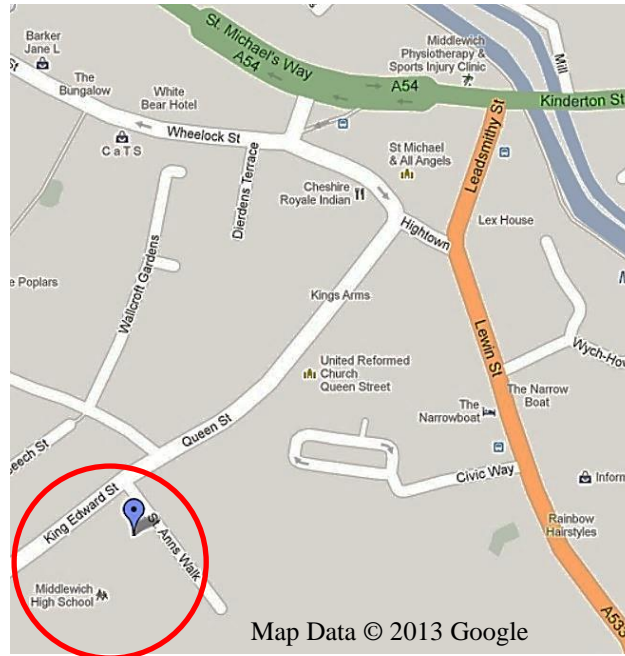 Barker
Jane L
St
The
Bungalow
C a T S
White
Bear Hotel
Wheelock St
St. Michael's Way
A54
A54
Middlewich
Physiotherapy &
Sports Injury Clinic
Kinderton St
Mill
Leadsmithy St
St Michael
& All Angels
Lex House
Dierdens Terrace
Cheshire
Royale Indian
Hightown
Wallcroft Gardens
e Poplars
Kings Arms
United Reformed
Church
Queen Street
Lewin St
Wych-Ho
The Narrow
Boat
The
Narrowboat
Queen St
eech St
Civic Way
Inform
King Edward St
St. Anns Walk
Rainbow
Hairstyles
Middlewich
High School
A533
Map Data © 2013 Google